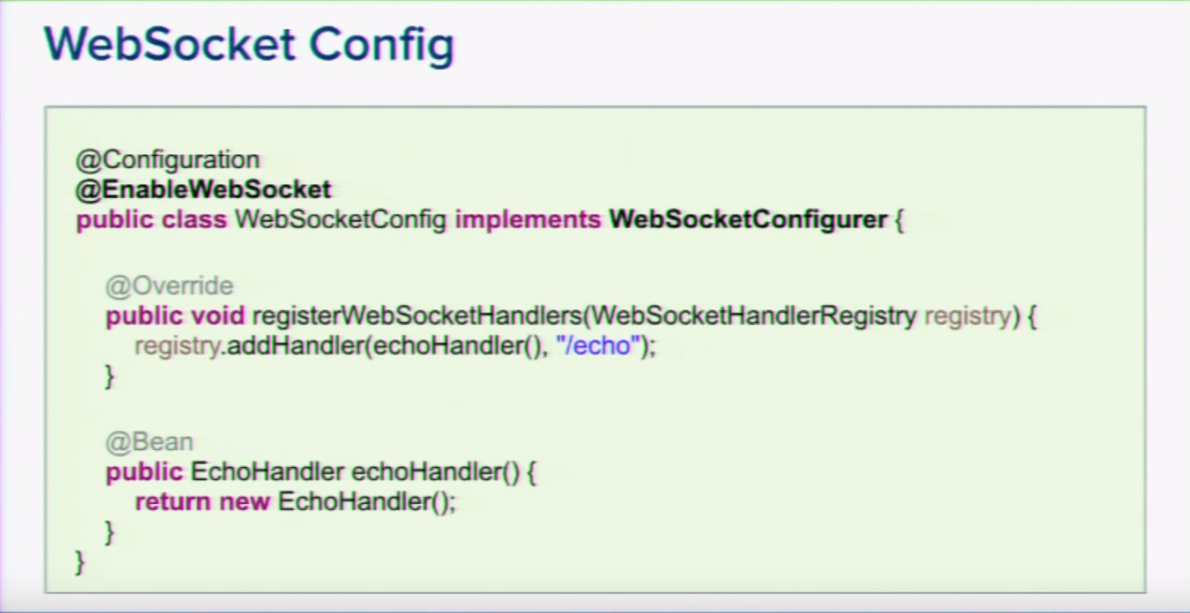 WebSocket Config
@Configuration
@EnableWebSocket
public class WebSocketConfig implements WebSocketConfigurer {
@Override
public void registerWebSocketHandlers(WebSocketHandlerRegistry registry) {
registry.addHandler(echoHandler(), "/echo");
}
@Bean
public EchoHandler echoHandler() {
return new EchoHandler();
}
}